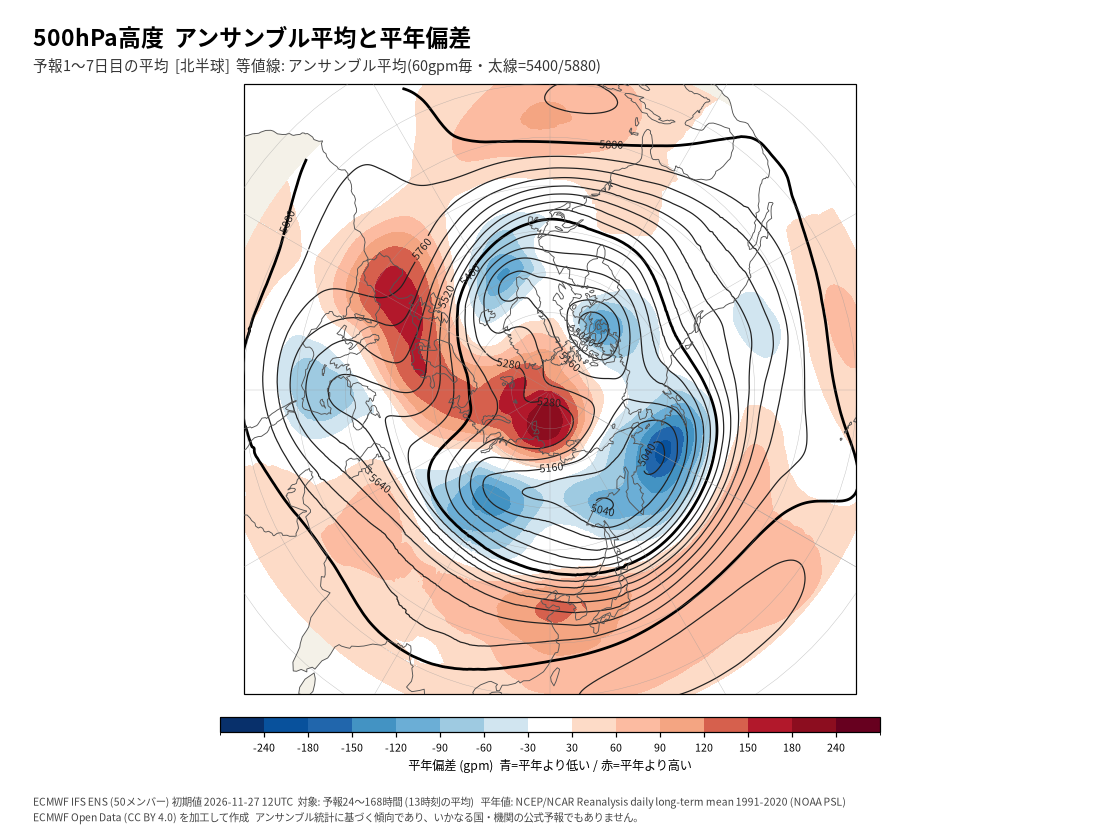 500hPa高度 アンサンブル平均と平年偏差
予報1～7日目の平均 [北半球] 等値線: アンサンブル平均(60gpm毎・太線=5400/5880)
5880
5880
5760
5400
5520
5280
5160
5280
5160
5040
5040
5640
-240 -180 -150 -120 -90 -60 -30 30 60 90 120 150 180 240
平年偏差 (gpm) 青=平年より低い / 赤=平年より高い
ECMWF IFS ENS (50メンバー) 初期値 2026-11-27 12UTC 対象: 予報24～168時間 (13時刻の平均) 平年値: NCEP/NCAR Reanalysis daily long-term mean 1991-2020 (NOAA PSL)
ECMWF Open Data (CC BY 4.0) を加工して作成 アンサンブル統計に基づく傾向であり、いかなる国・機関の公式予報でもありません。